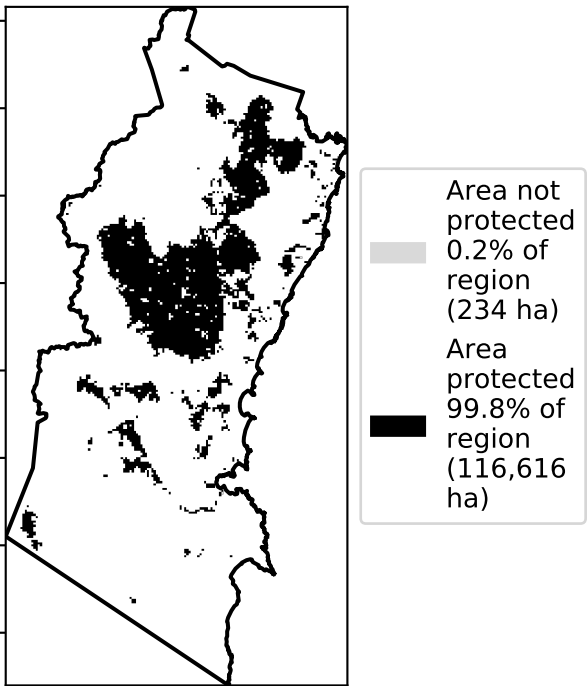 Area not
protected
0.2% of
region
(234 ha)
Area
protected
99.8% of
region
(116,616
ha)